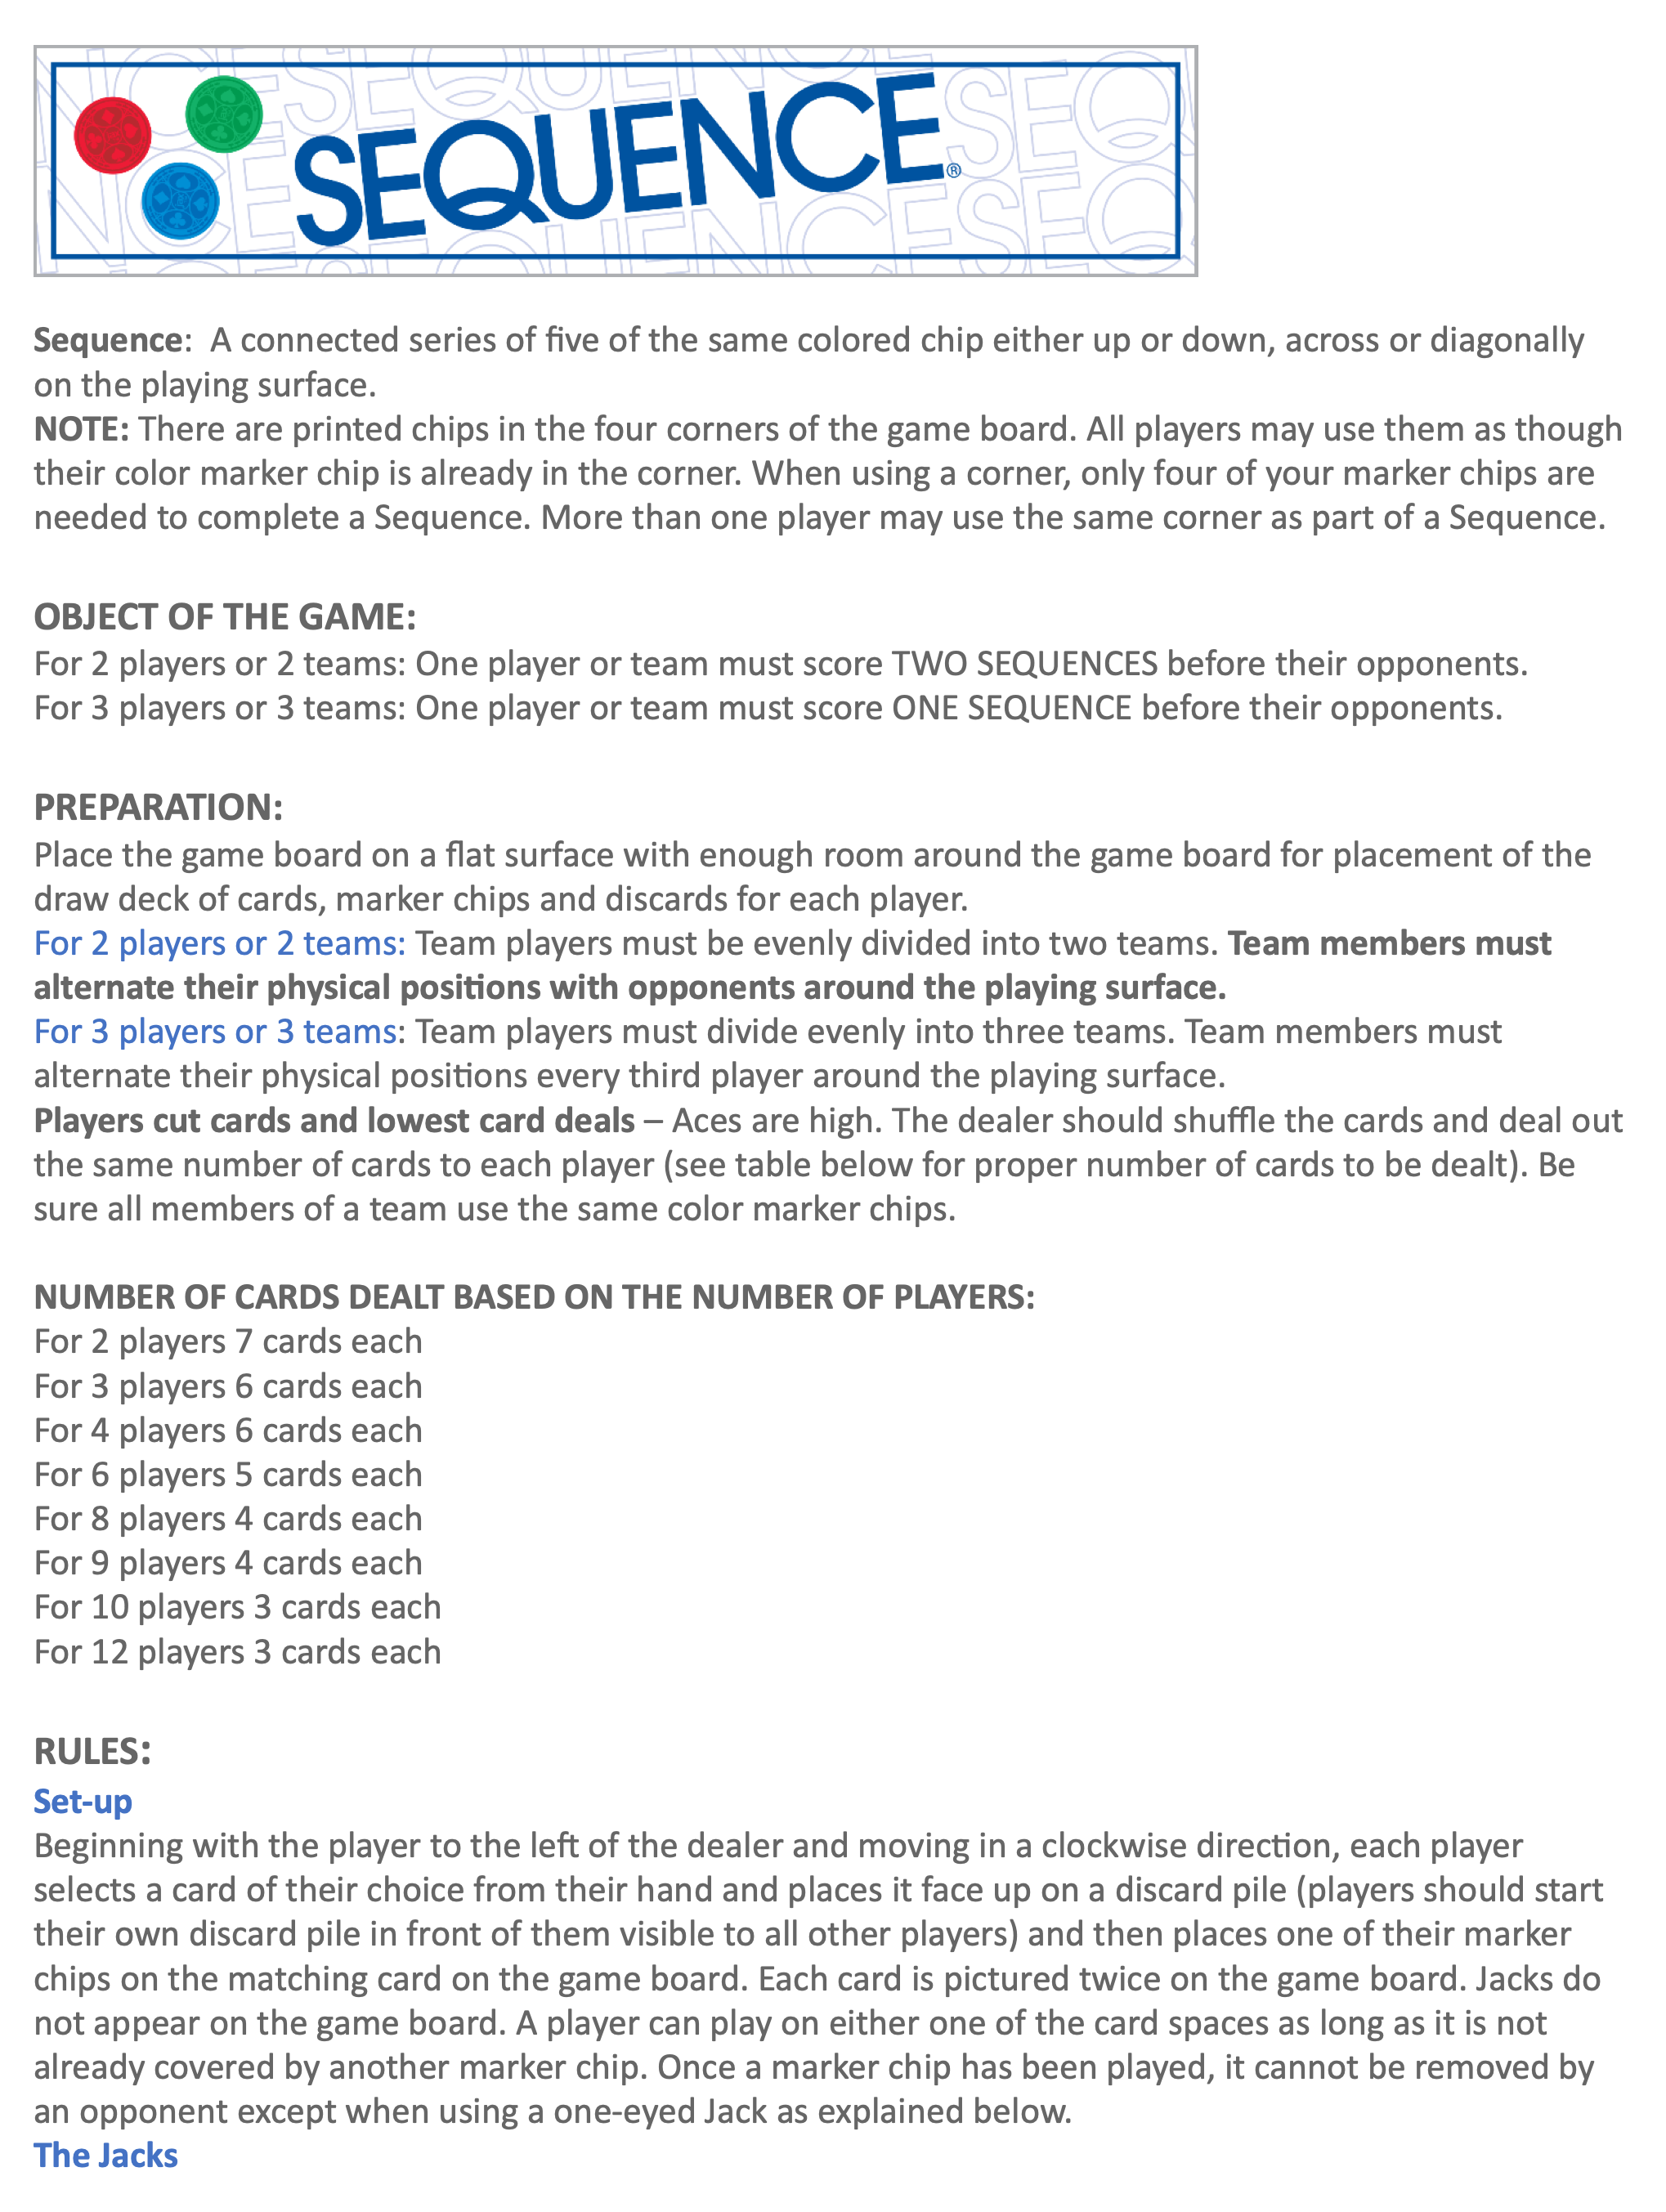 SEQUENCE®
Sequence:  A connected series of five of the same colored chip either up or down, across or diagonally
on the playing surface.
NOTE: There are printed chips in the four corners of the game board. All players may use them as though
their color marker chip is already in the corner. When using a corner, only four of your marker chips are
needed to complete a Sequence. More than one player may use the same corner as part of a Sequence.
OBJECT OF THE GAME:
For 2 players or 2 teams: One player or team must score TWO SEQUENCES before their opponents.
For 3 players or 3 teams: One player or team must score ONE SEQUENCE before their opponents.
PREPARATION:
Place the game board on a flat surface with enough room around the game board for placement of the
draw deck of cards, marker chips and discards for each player.
For 2 players or 2 teams: Team players must be evenly divided into two teams. Team members must
alternate their physical positions with opponents around the playing surface.
For 3 players or 3 teams: Team players must divide evenly into three teams. Team members must
alternate their physical positions every third player around the playing surface.
Players cut cards and lowest card deals – Aces are high. The dealer should shuffle the cards and deal out
the same number of cards to each player (see table below for proper number of cards to be dealt). Be
sure all members of a team use the same color marker chips.
NUMBER OF CARDS DEALT BASED ON THE NUMBER OF PLAYERS:
For 2 players 7 cards each
For 3 players 6 cards each
For 4 players 6 cards each
For 6 players 5 cards each
For 8 players 4 cards each
For 9 players 4 cards each
For 10 players 3 cards each
For 12 players 3 cards each
RULES:
Set-up
Beginning with the player to the left of the dealer and moving in a clockwise direction, each player
selects a card of their choice from their hand and places it face up on a discard pile (players should start
their own discard pile in front of them visible to all other players) and then places one of their marker
chips on the matching card on the game board. Each card is pictured twice on the game board. Jacks do
not appear on the game board. A player can play on either one of the card spaces as long as it is not
already covered by another marker chip. Once a marker chip has been played, it cannot be removed by
an opponent except when using a one-eyed Jack as explained below.
The Jacks